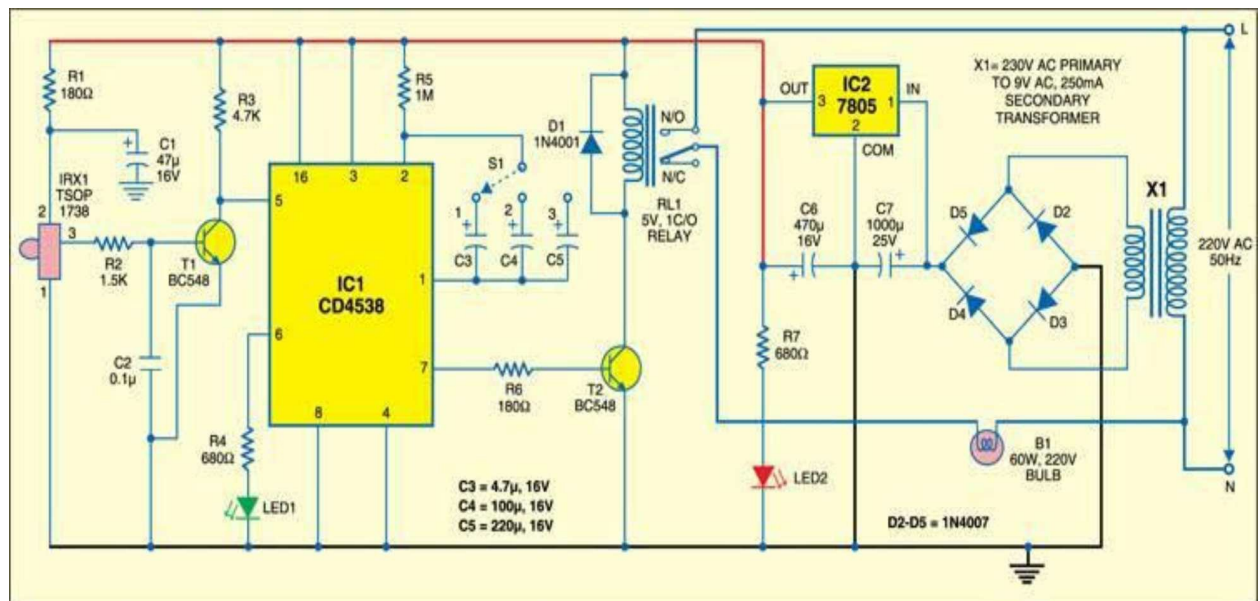 R1
180Ω
R3
4.7K
C1
47µ
16V
+
IRX1
TSOP
1738
2
3
1
R2
1.5K
T1
BC548
C2
0.1µ
R4
680Ω
LED1
R5
1M
16
3
2
5
1
6
7
8
4
IC1
CD4538
S1
1
+
2
+
3
+
C3
C4
C5
R6
180Ω
T2
BC548
C3 = 4.7µ, 16V
C4 = 100µ, 16V
C5 = 220µ, 16V
D1
1N4001
N/O
N/C
RL1
5V, 1C/O
RELAY
OUT
3
IC2
7805
1
IN
2
COM
C6
470µ
16V
+
C7
1000µ
25V
+
R7
680Ω
LED2
X1= 230V AC PRIMARY
TO 9V AC, 250mA
SECONDARY
TRANSFORMER
D5
D2
D4
D3
X1
L
220V AC
50Hz
N
B1
60W, 220V
BULB
D2-D5 = 1N4007